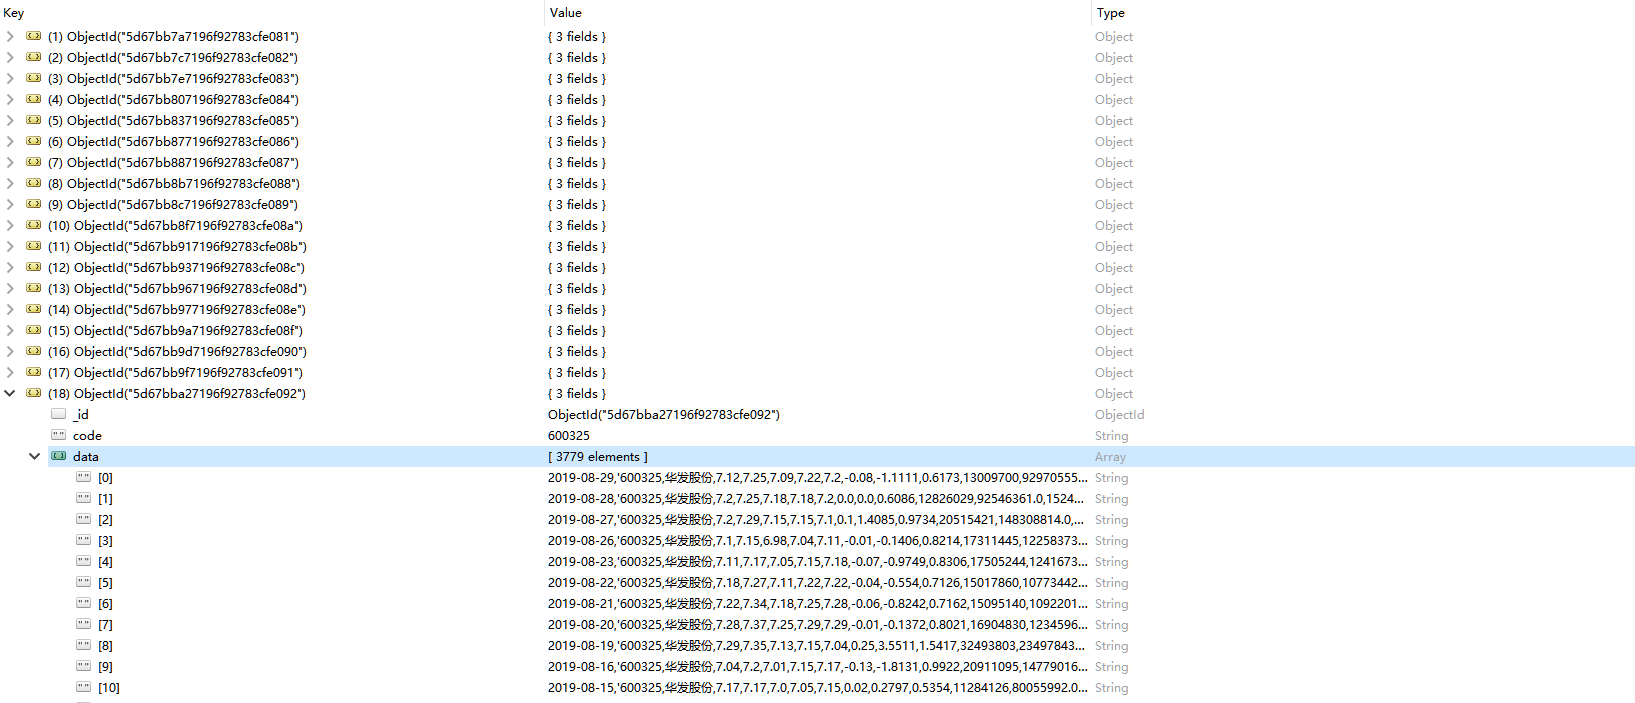 Key Value Type
(1) ObjectId("5d67bb7a7196f92783cfe081") { 3 fields } Object
(2) ObjectId("5d67bb7c7196f92783cfe082") { 3 fields } Object
(3) ObjectId("5d67bb7e7196f92783cfe083") { 3 fields } Object
(4) ObjectId("5d67bb807196f92783cfe084") { 3 fields } Object
(5) ObjectId("5d67bb837196f92783cfe085") { 3 fields } Object
(6) ObjectId("5d67bb877196f92783cfe086") { 3 fields } Object
(7) ObjectId("5d67bb887196f92783cfe087") { 3 fields } Object
(8) ObjectId("5d67bb8b7196f92783cfe088") { 3 fields } Object
(9) ObjectId("5d67bb8c7196f92783cfe089") { 3 fields } Object
(10) ObjectId("5d67bb8f7196f92783cfe08a") { 3 fields } Object
(11) ObjectId("5d67bb917196f92783cfe08b") { 3 fields } Object
(12) ObjectId("5d67bb937196f92783cfe08c") { 3 fields } Object
(13) ObjectId("5d67bb967196f92783cfe08d") { 3 fields } Object
(14) ObjectId("5d67bb977196f92783cfe08e") { 3 fields } Object
(15) ObjectId("5d67bb9a7196f92783cfe08f") { 3 fields } Object
(16) ObjectId("5d67bb9d7196f92783cfe090") { 3 fields } Object
(17) ObjectId("5d67bb9f7196f92783cfe091") { 3 fields } Object
(18) ObjectId("5d67bba27196f92783cfe092") { 3 fields } Object
_id ObjectId("5d67bba27196f92783cfe092") ObjectId
code 600325 String
data [ 3779 elements ] Array
[0] 2019-08-29,'600325,华发股份,7.12,7.25,7.09,7.22,7.2,-0.08,-1.1111,0.6173,13009700,92970555... String
[1] 2019-08-28,'600325,华发股份,7.2,7.25,7.18,7.18,7.2,0.0,0.0,0.6086,12826029,92546361.0,1524... String
[2] 2019-08-27,'600325,华发股份,7.2,7.29,7.15,7.15,7.1,0.1,1.4085,0.9734,20515421,148308814.0,... String
[3] 2019-08-26,'600325,华发股份,7.1,7.15,6.98,7.04,7.11,-0.01,-0.1406,0.8214,17311445,12258373... String
[4] 2019-08-23,'600325,华发股份,7.11,7.17,7.05,7.15,7.18,-0.07,-0.9749,0.8306,17505244,1241673... String
[5] 2019-08-22,'600325,华发股份,7.18,7.27,7.11,7.22,7.22,-0.04,-0.554,0.7126,15017860,10773442... String
[6] 2019-08-21,'600325,华发股份,7.22,7.34,7.18,7.25,7.28,-0.06,-0.8242,0.7162,15095140,1092201... String
[7] 2019-08-20,'600325,华发股份,7.28,7.37,7.25,7.29,7.29,-0.01,-0.1372,0.8021,16904830,1234596... String
[8] 2019-08-19,'600325,华发股份,7.29,7.35,7.13,7.15,7.04,0.25,3.5511,1.5417,32493803,23497843... String
[9] 2019-08-16,'600325,华发股份,7.04,7.2,7.01,7.15,7.17,-0.13,-1.8131,0.9922,20911095,14779016... String
[10] 2019-08-15,'600325,华发股份,7.17,7.17,7.0,7.05,7.15,0.02,0.2797,0.5354,11284126,80055992.0... String